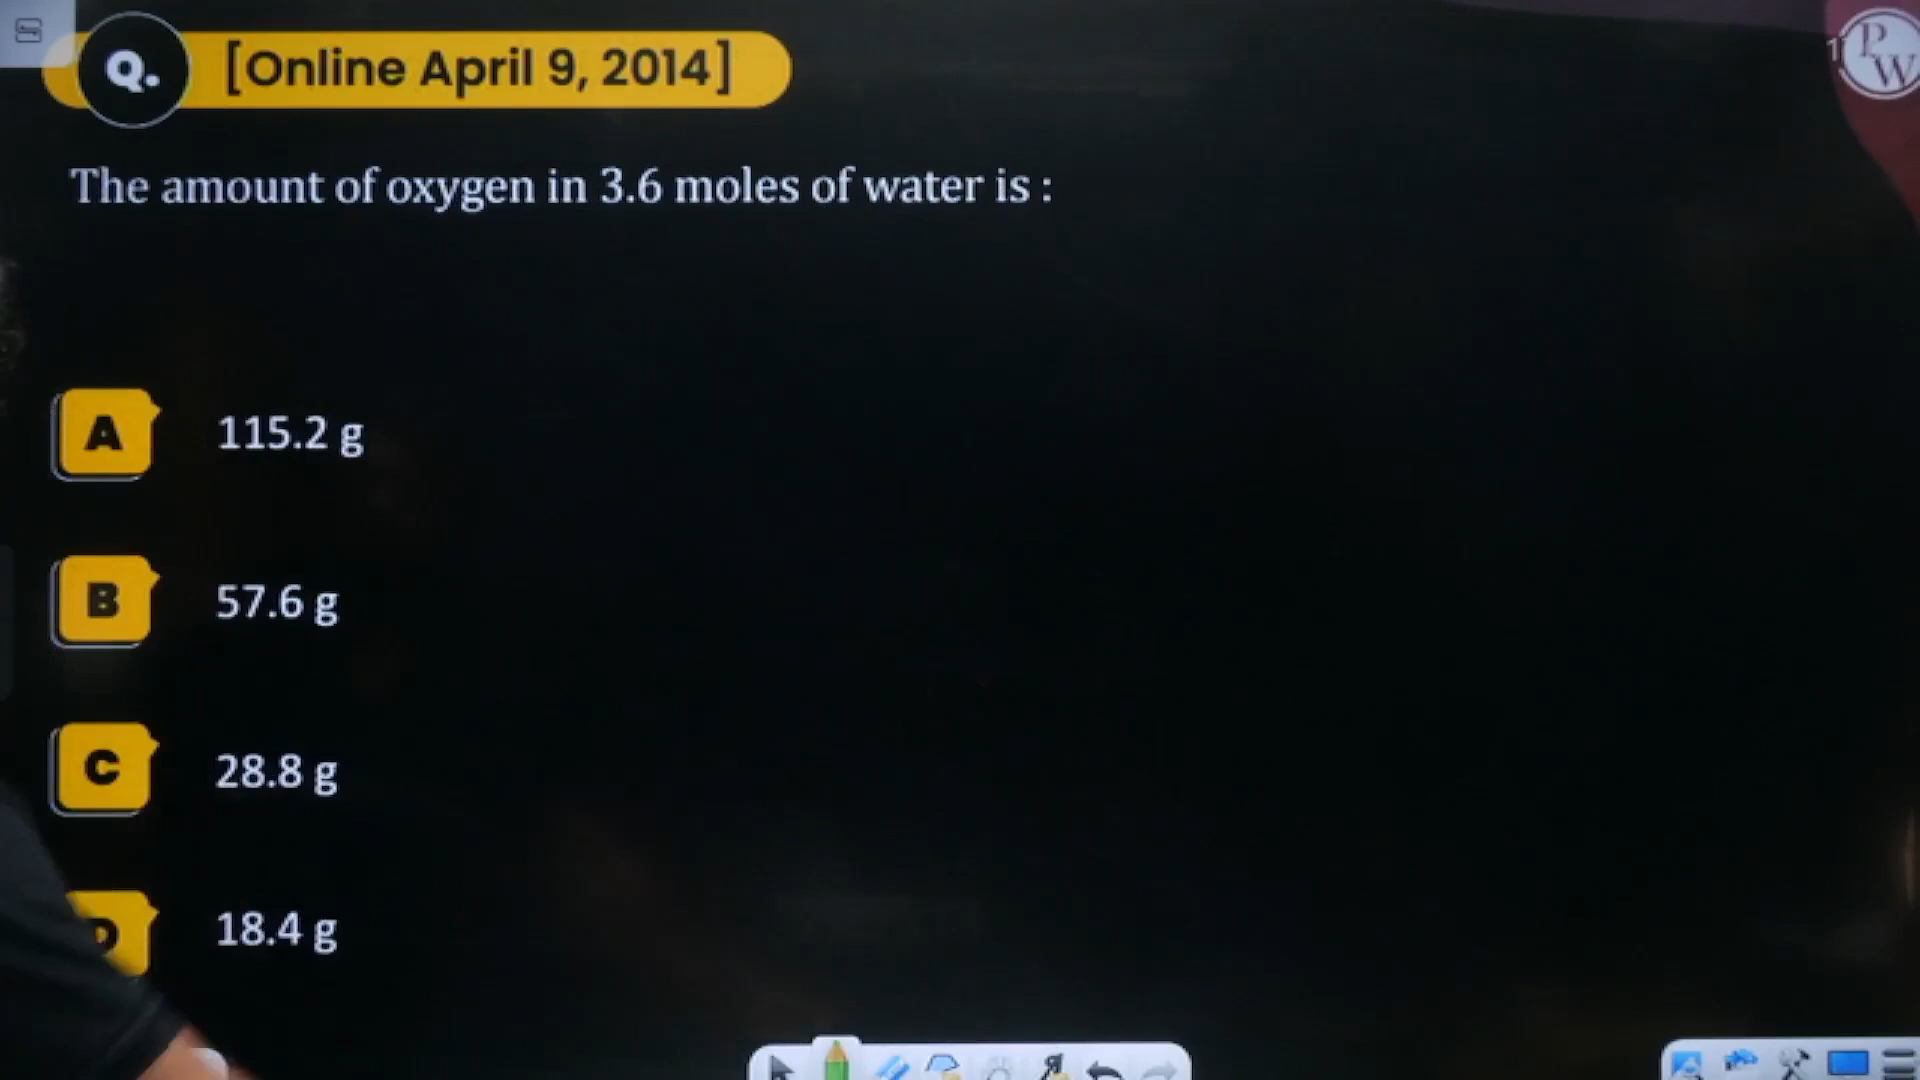 Q. [Online April 9, 2014]
PW
The amount of oxygen in 3.6 moles of water is :
A 115.2 g
B 57.6 g
C 28.8 g
D 18.4 g